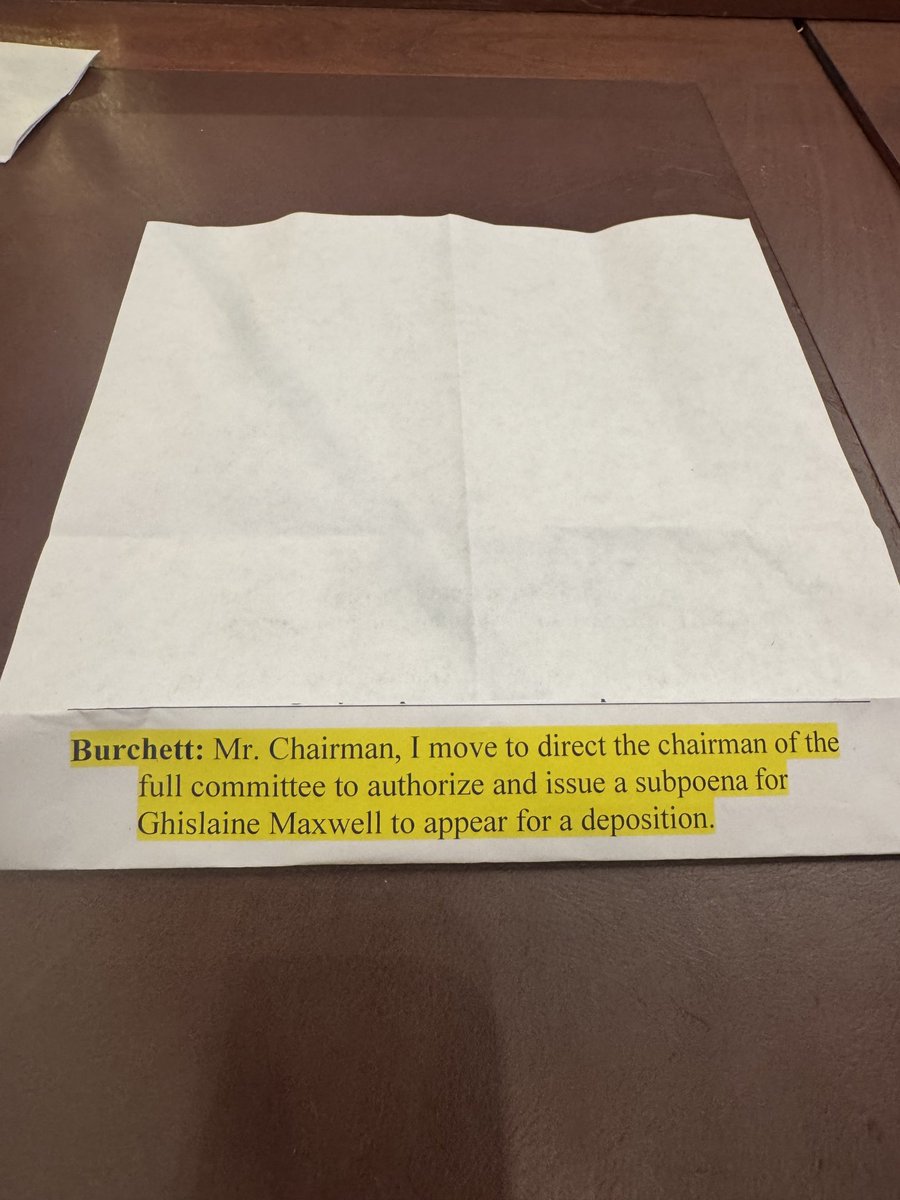 Burchett: Mr. Chairman, I move to direct the chairman of the
full committee to authorize and issue a subpoena for
Ghislaine Maxwell to appear for a deposition.